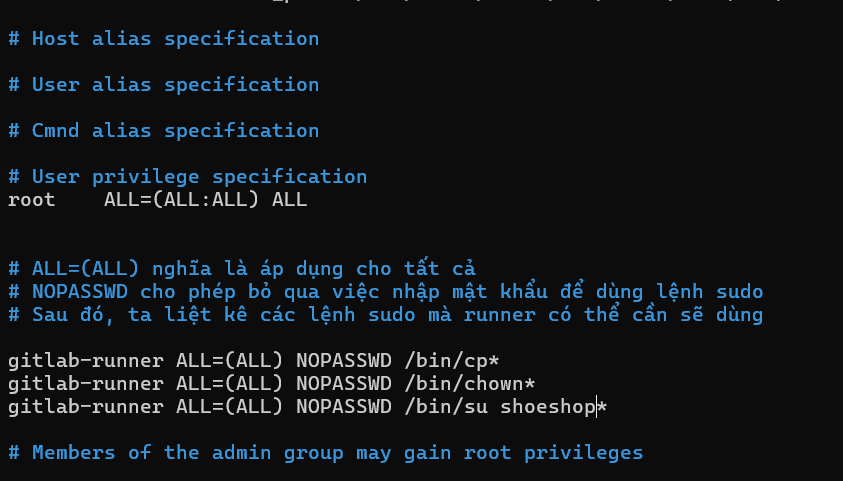 # Host alias specification
# User alias specification
# Cmnd alias specification
# User privilege specification
root    ALL=(ALL:ALL) ALL
# ALL=(ALL) nghĩa là áp dụng cho tất cả
# NOPASSWD cho phép bỏ qua việc nhập mật khẩu để dùng lệnh sudo
# Sau đó, ta liệt kê các lệnh sudo mà runner có thể cần sẽ dùng
gitlab-runner ALL=(ALL) NOPASSWD /bin/cp*
gitlab-runner ALL=(ALL) NOPASSWD /bin/chown*
gitlab-runner ALL=(ALL) NOPASSWD /bin/su shoeshop*
# Members of the admin group may gain root privileges